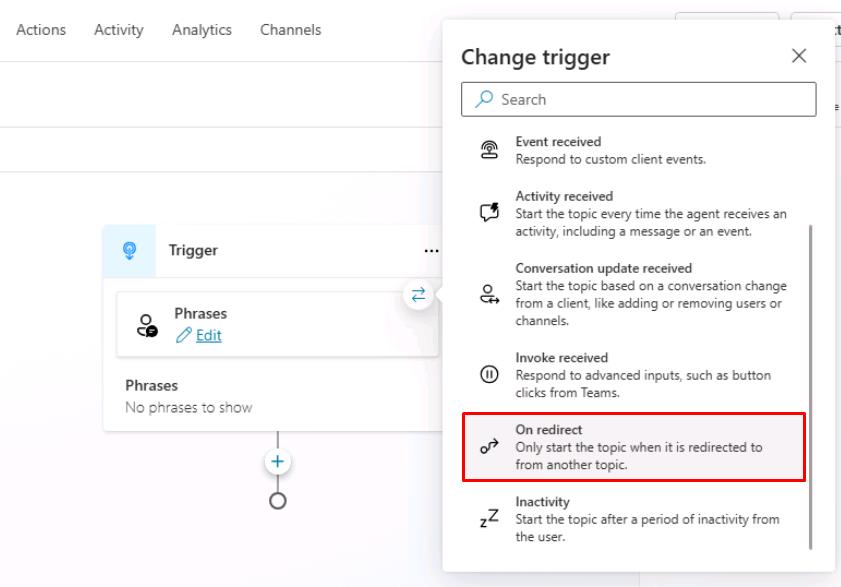 Actions Activity Analytics Channels
Change trigger
Search
Event received
Respond to custom client events.
Activity received
Start the topic every time the agent receives an
activity, including a message or an event.
Conversation update received
Start the topic based on a conversation change
from a client, like adding or removing users or
channels.
Invoke received
Respond to advanced inputs, such as button
clicks from Teams.
On redirect
Only start the topic when it is redirected to
from another topic.
Inactivity
Start the topic after a period of inactivity from
the user.
Trigger
Phrases
Edit
Phrases
No phrases to show